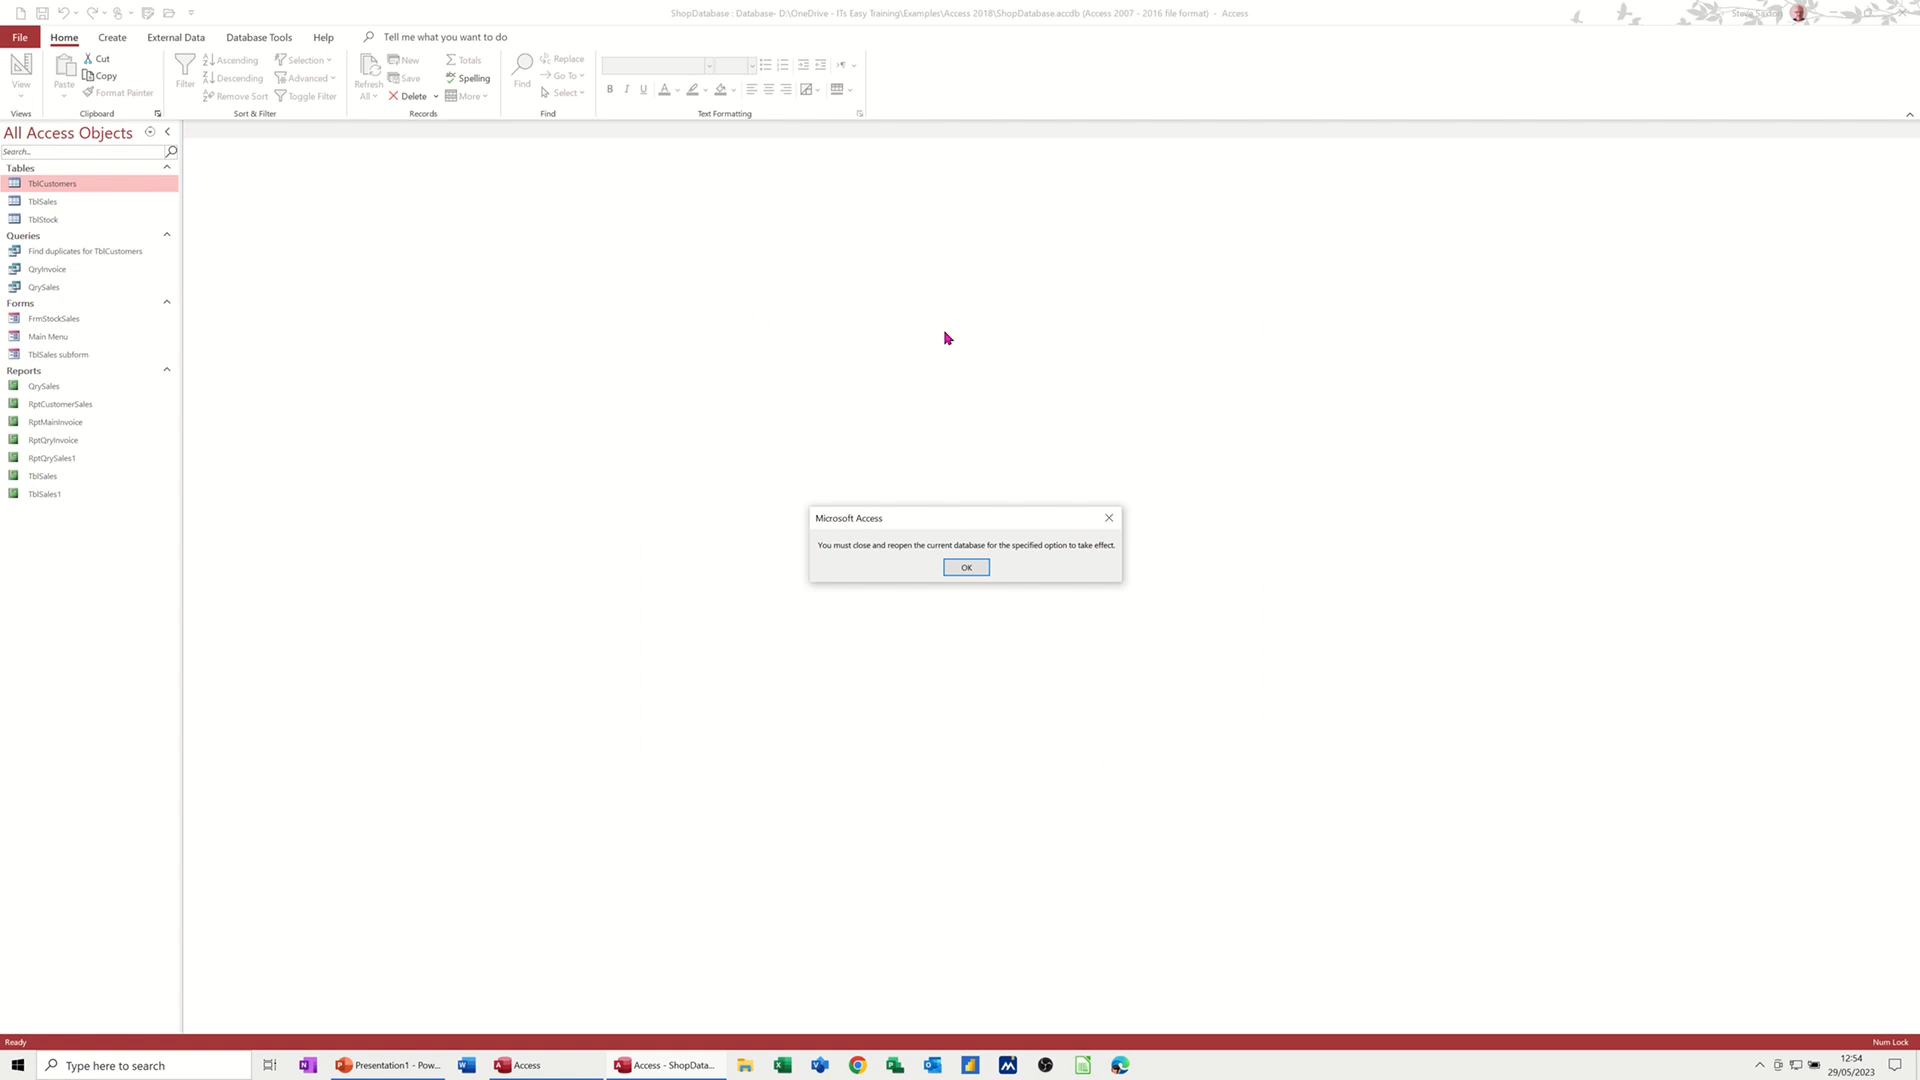 ShopDatabase : Database- D:\OneDrive - ITs Easy Training\Examples\Access 2018\ShopDatabase.accdb (Access 2007 - 2016 file format) - Access
Steve Saxton
File Home Create External Data Database Tools Help Tell me what you want to do
View
Views
Paste
Cut
Copy
Format Painter
Clipboard
Filter
Ascending
Descending
Remove Sort
Selection
Advanced
Toggle Filter
Sort & Filter
Refresh
All
New
Save
Delete
Totals
Spelling
More
Records
Find
Replace
Go To
Select
Find
B I U A
Text Formatting
All Access Objects
Search...
Tables
TblCustomers
TblSales
TblStock
Queries
Find duplicates for TblCustomers
QryInvoice
QrySales
Forms
FrmStockSales
Main Menu
TblSales subform
Reports
QrySales
RptCustomerSales
RptMainInvoice
RptQryInvoice
RptQrySales1
TblSales
TblSales1
Microsoft Access
You must close and reopen the current database for the specified option to take effect.
OK
Ready
Num Lock
Type here to search
Presentation1 - Pow...
Access
Access - ShopData...
12:54
29/05/2023